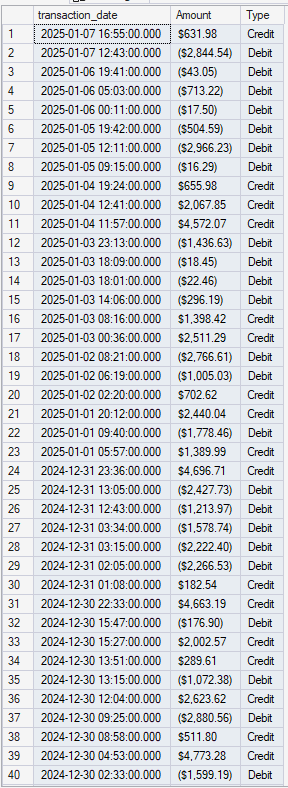 transaction_date Amount Type
1 2025-01-07 16:55:00.000 $631.98 Credit
2 2025-01-07 12:43:00.000 ($2,844.54) Debit
3 2025-01-06 19:41:00.000 ($43.05) Debit
4 2025-01-06 05:03:00.000 ($713.22) Debit
5 2025-01-06 00:11:00.000 ($17.50) Debit
6 2025-01-05 19:42:00.000 ($504.59) Debit
7 2025-01-05 12:11:00.000 ($2,966.23) Debit
8 2025-01-05 09:15:00.000 ($16.29) Debit
9 2025-01-04 19:24:00.000 $655.98 Credit
10 2025-01-04 12:41:00.000 $2,067.85 Credit
11 2025-01-04 11:57:00.000 $4,572.07 Credit
12 2025-01-03 23:13:00.000 ($1,436.63) Debit
13 2025-01-03 18:09:00.000 ($18.45) Debit
14 2025-01-03 18:01:00.000 ($22.46) Debit
15 2025-01-03 14:06:00.000 ($296.19) Debit
16 2025-01-03 08:16:00.000 $1,398.42 Credit
17 2025-01-03 00:36:00.000 $2,511.29 Credit
18 2025-01-02 08:21:00.000 ($2,766.61) Debit
19 2025-01-02 06:19:00.000 ($1,005.03) Debit
20 2025-01-02 02:20:00.000 $702.62 Credit
21 2025-01-01 20:12:00.000 $2,440.04 Credit
22 2025-01-01 09:40:00.000 ($1,778.46) Debit
23 2025-01-01 05:57:00.000 $1,389.99 Credit
24 2024-12-31 23:36:00.000 $4,696.71 Credit
25 2024-12-31 13:05:00.000 ($2,427.73) Debit
26 2024-12-31 12:43:00.000 ($1,213.97) Debit
27 2024-12-31 03:34:00.000 ($1,578.74) Debit
28 2024-12-31 03:15:00.000 ($2,222.40) Debit
29 2024-12-31 02:05:00.000 ($2,266.53) Debit
30 2024-12-31 01:08:00.000 $182.54 Credit
31 2024-12-30 22:33:00.000 $4,663.19 Credit
32 2024-12-30 15:47:00.000 ($176.90) Debit
33 2024-12-30 15:27:00.000 $2,002.57 Credit
34 2024-12-30 13:51:00.000 $289.61 Credit
35 2024-12-30 13:15:00.000 ($1,072.38) Debit
36 2024-12-30 12:04:00.000 $2,623.62 Credit
37 2024-12-30 09:25:00.000 ($2,880.56) Debit
38 2024-12-30 08:58:00.000 $511.80 Credit
39 2024-12-30 04:53:00.000 $4,773.28 Credit
40 2024-12-30 02:33:00.000 ($1,599.19) Debit